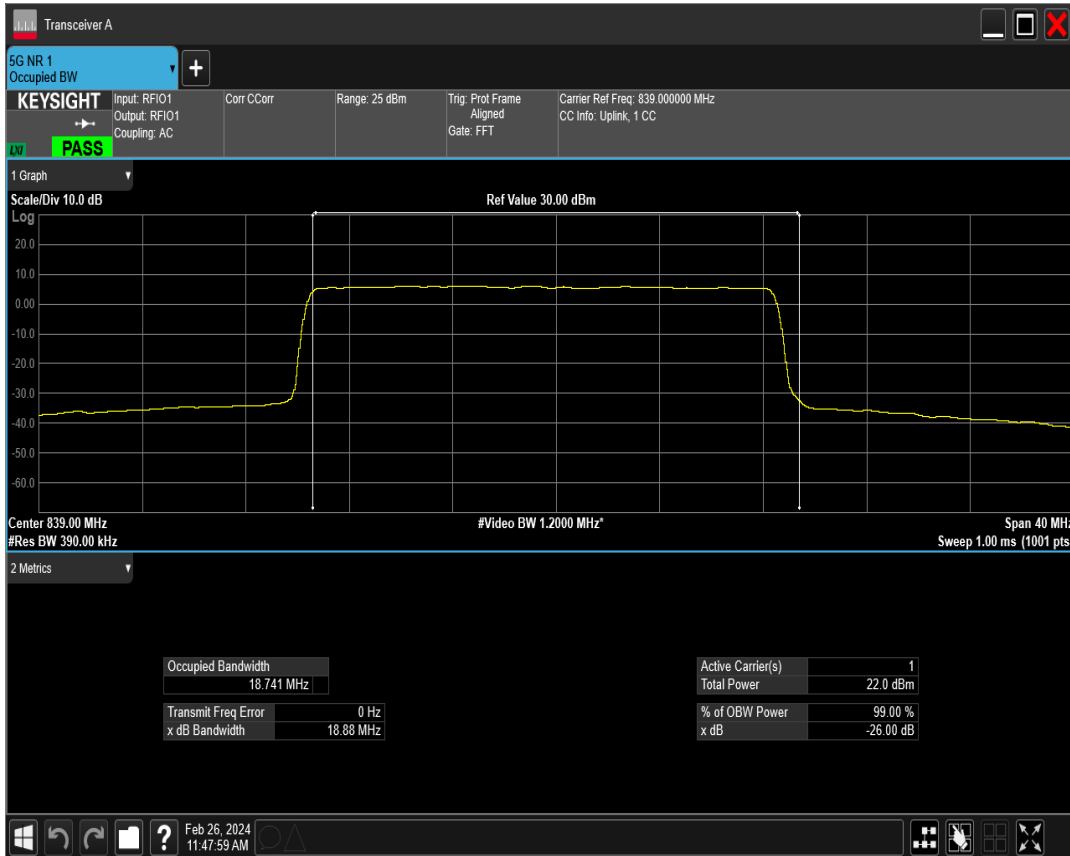 Transceiver A
5G NR 1
Occupied BW
+
KEYSIGHT
LXI
PASS
Input: RFIO1
Output: RFIO1
Coupling: AC
Corr CCorr
Range: 25 dBm
Trig: Prot Frame
Aligned
Gate: FFT
Carrier Ref Freq: 839.000000 MHz
CC Info: Uplink, 1 CC
1 Graph
Scale/Div 10.0 dB
Ref Value 30.00 dBm
Log
20.0
10.0
0.00
-10.0
-20.0
-30.0
-40.0
-50.0
-60.0
Center 839.00 MHz
#Video BW 1.2000 MHz*
Span 40 MHz
#Res BW 390.00 kHz
Sweep 1.00 ms (1001 pts
2 Metrics
Occupied Bandwidth
18.741 MHz
Transmit Freq Error 0 Hz
x dB Bandwidth 18.88 MHz
Active Carrier(s) 1
Total Power 22.0 dBm
% of OBW Power 99.00 %
x dB -26.00 dB
?
Feb 26, 2024
11:47:59 AM